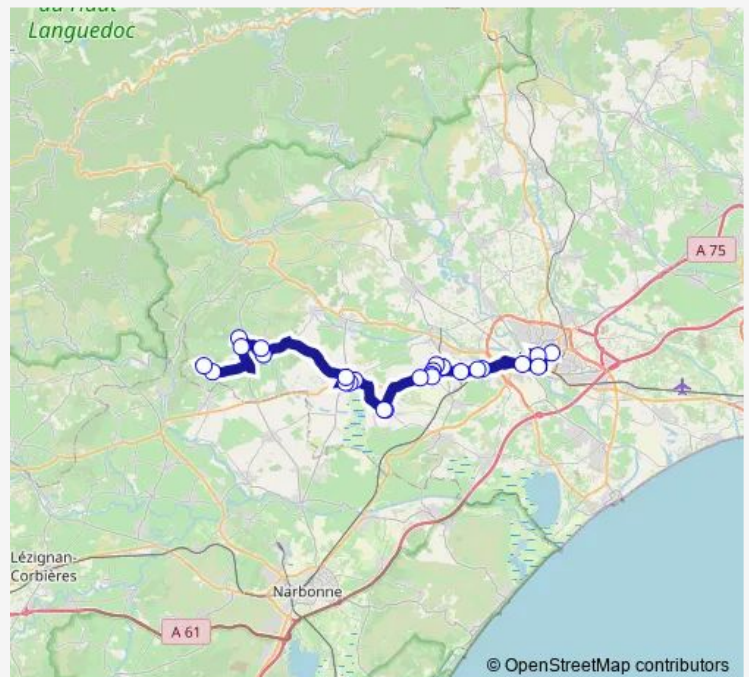 du Haut
Languedoc
A 75
Lézignan-
Corbières
Narbonne
A 61
© OpenStreetMap contributors